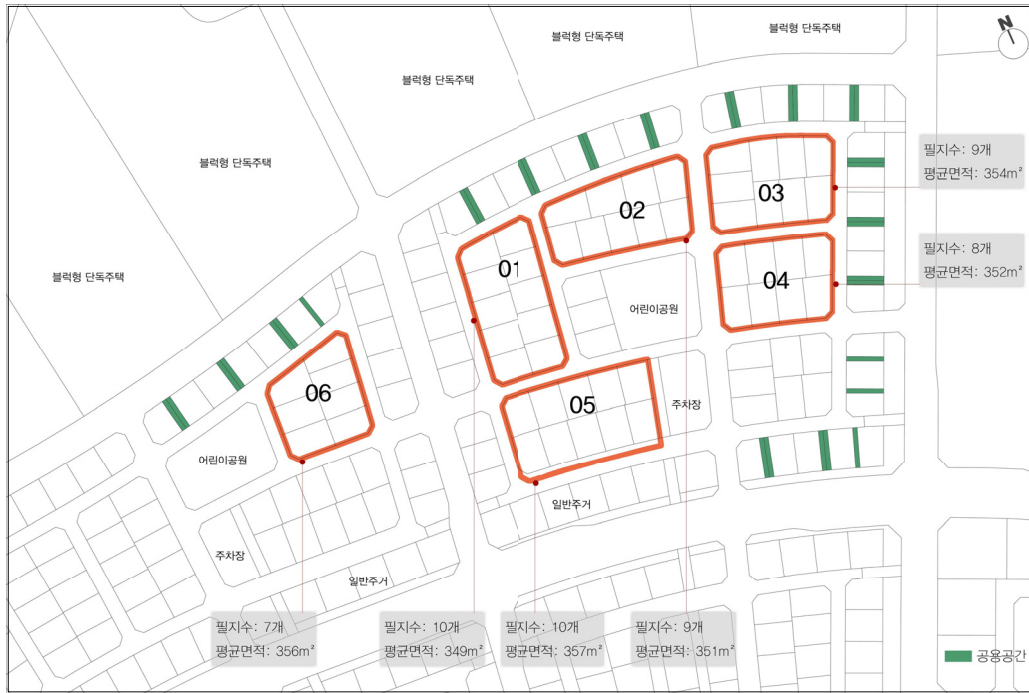 블럭형 단독주택
블럭형 단독주택
N
블럭형 단독주택
블럭형 단독주택
블럭형 단독주택
필지수: 9개
평균면적: 354m²
03
02
필지수: 8개
평균면적: 352m²
01
04
어린이공원
06
05
주차장
어린이공원
일반주거
주차장
일반주거
필지수: 7개
평균면적: 356m²
필지수: 10개
평균면적: 349m²
필지수: 10개
평균면적: 357m²
필지수: 9개
평균면적: 351m²
공용공간